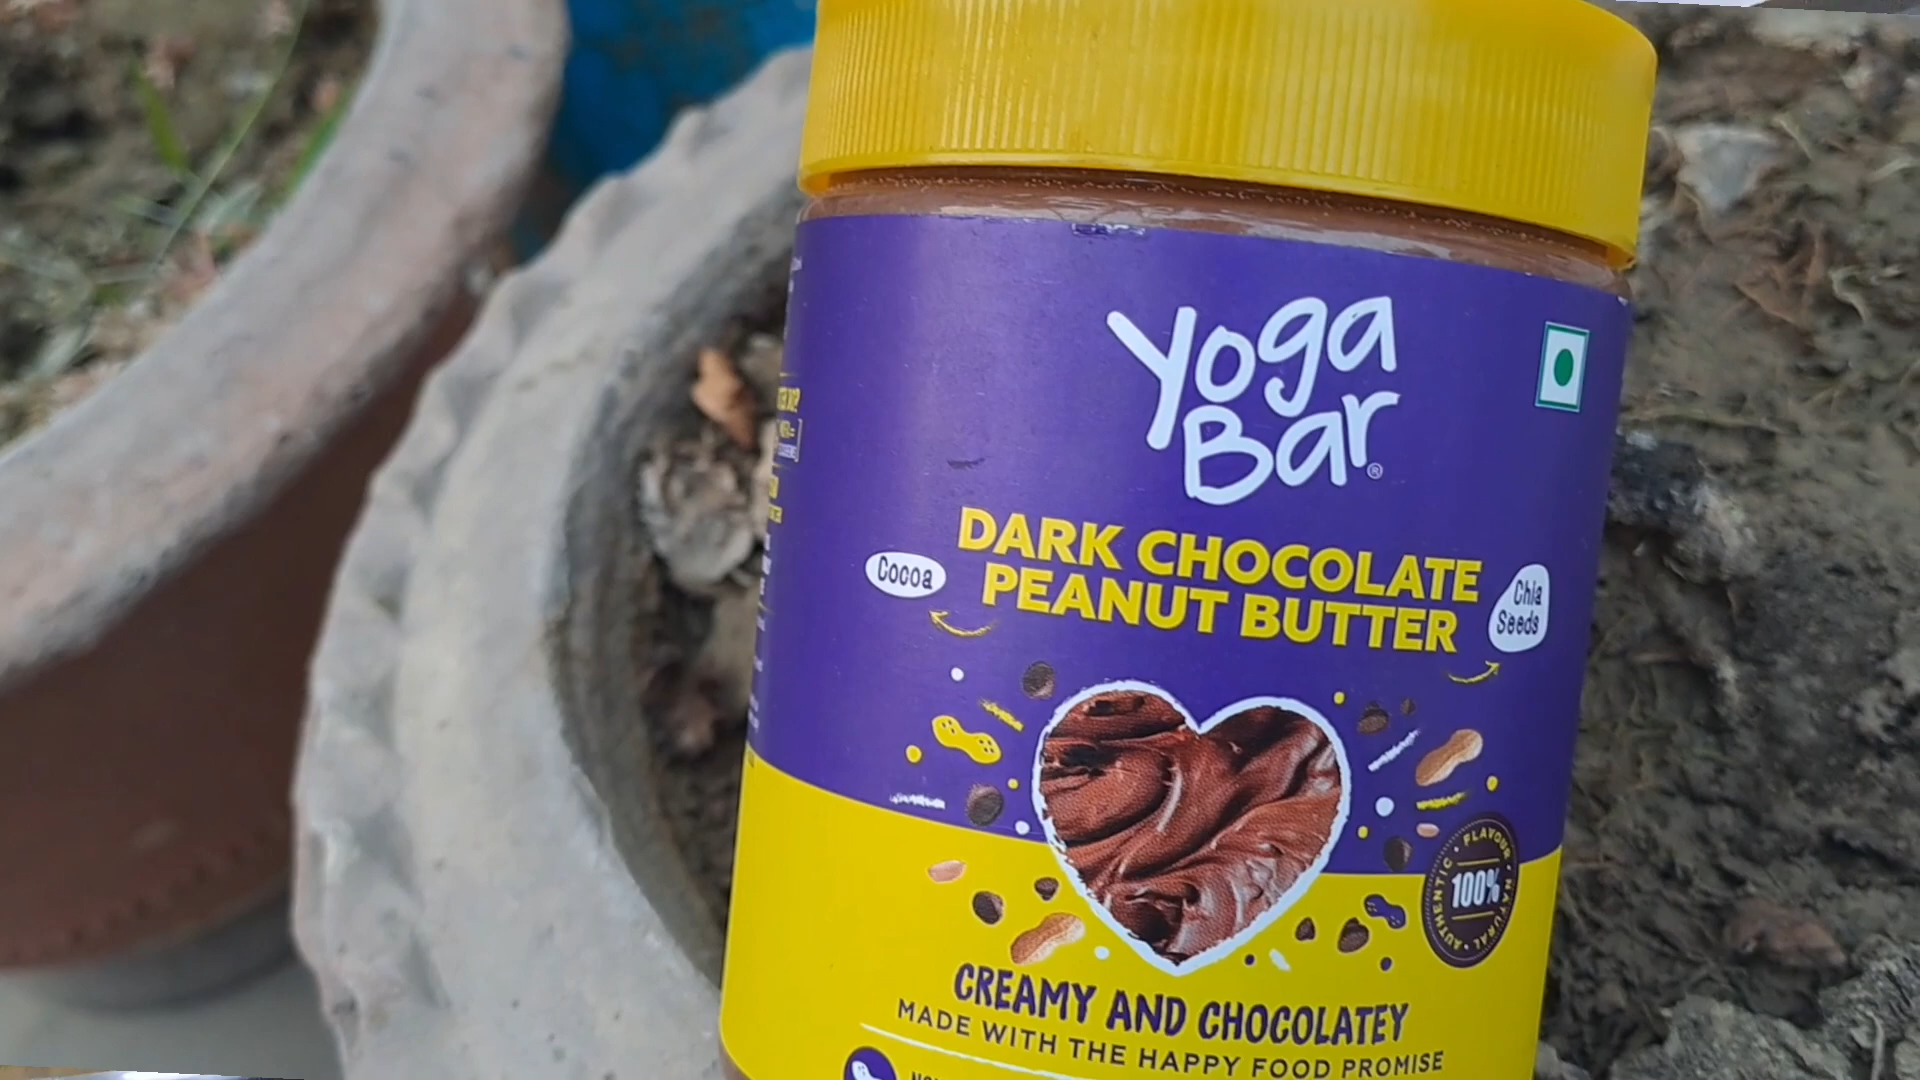 Yoga
Bar®
DARK CHOCOLATE
PEANUT BUTTER
Cocoa
Chia
Seeds
100%
AUTHENTIC • FLAVOUR • NATURAL •
CREAMY AND CHOCOLATEY
MADE WITH THE HAPPY FOOD PROMISE